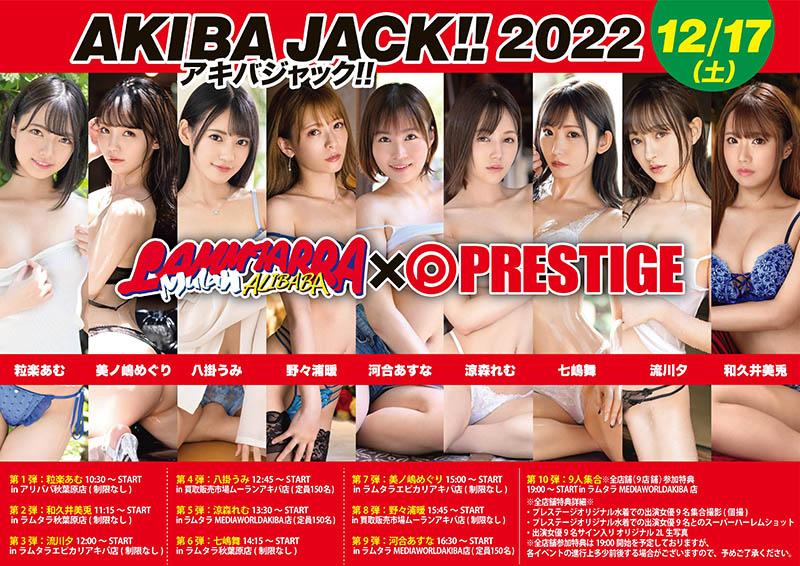 AKIBA JACK!! 2022
アキバジャック!!
12/17
(土)
LAMMTARRA
MULAN
ALIBABA
×
PRESTIGE
粒楽あむ 美ノ嶋めぐり 八掛うみ 野々浦暖 河合あすな 涼森れむ 七嶋舞 流川夕 和久井美兎
第1弾：粒楽あむ 10:30～START
in アリババ秋葉原店(制限なし)
第2弾：和久井美兎 11:15～START
in ラムタラ秋葉原店(制限なし)
第3弾：流川夕 12:00～START
in ラムタラエピカリアキバ店(制限なし)
第4弾：八掛うみ 12:45～START
in 買取販売市場ムーランアキバ店(定員150名)
第5弾：涼森れむ 13:30～START
in ラムタラ MEDIAWORLDAKIBA店(定員150名)
第6弾：七嶋舞 14:15～START
in ラムタラ秋葉原店(制限なし)
第7弾：美ノ嶋めぐり 15:00～START
in ラムタラエピカリアキバ店(制限なし)
第8弾：野々浦暖 15:45～START
in 買取販売市場ムーランアキバ店(定員150名)
第9弾：河合あすな 16:30～START
in ラムタラ MEDIAWORLDAKIBA店(定員150名)
第10弾：9人集合※全店舗(9店舗)参加特典
19:00～START in ラムタラ MEDIAWORLDAKIBA 店
※全店舗特典詳細※
・プレステージオリジナル水着での出演女優9名集合撮影(個撮)
・プレステージオリジナル水着での出演女優9名とのスーパーハーレムショット
・出演女優9名サイン入りオリジナル2L生写真
※全店舗参加特典は19:00開始を予定しておりますが、
各イベントの進行上多少前後する場合がございますので、予めご了承ください。